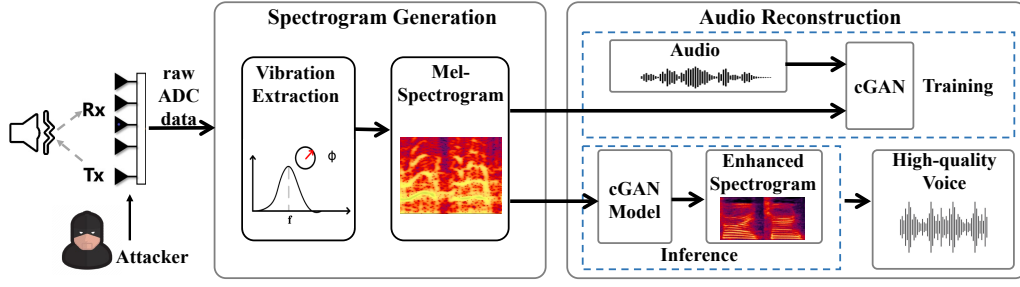 Spectrogram Generation
Audio Reconstruction
raw
ADC
data
Rx
Tx
Attacker
Vibration
Extraction
ϕ
f
Mel-
Spectrogram
Audio
cGAN
Training
cGAN
Model
Enhanced
Spectrogram
Inference
High-quality
Voice